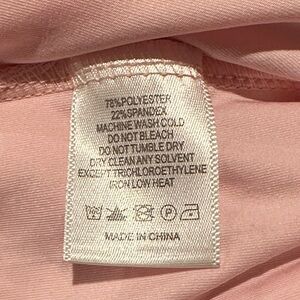 78%POLYESTER
22%SPANDEX
MACHINE WASH COLD
DO NOT BLEACH
DO NOT TUMBLE DRY
DRY CLEAN ANY SOLVENT
EXCEPT TRICHLOROETHYLENE
IRON LOW HEAT
MADE IN CHINA